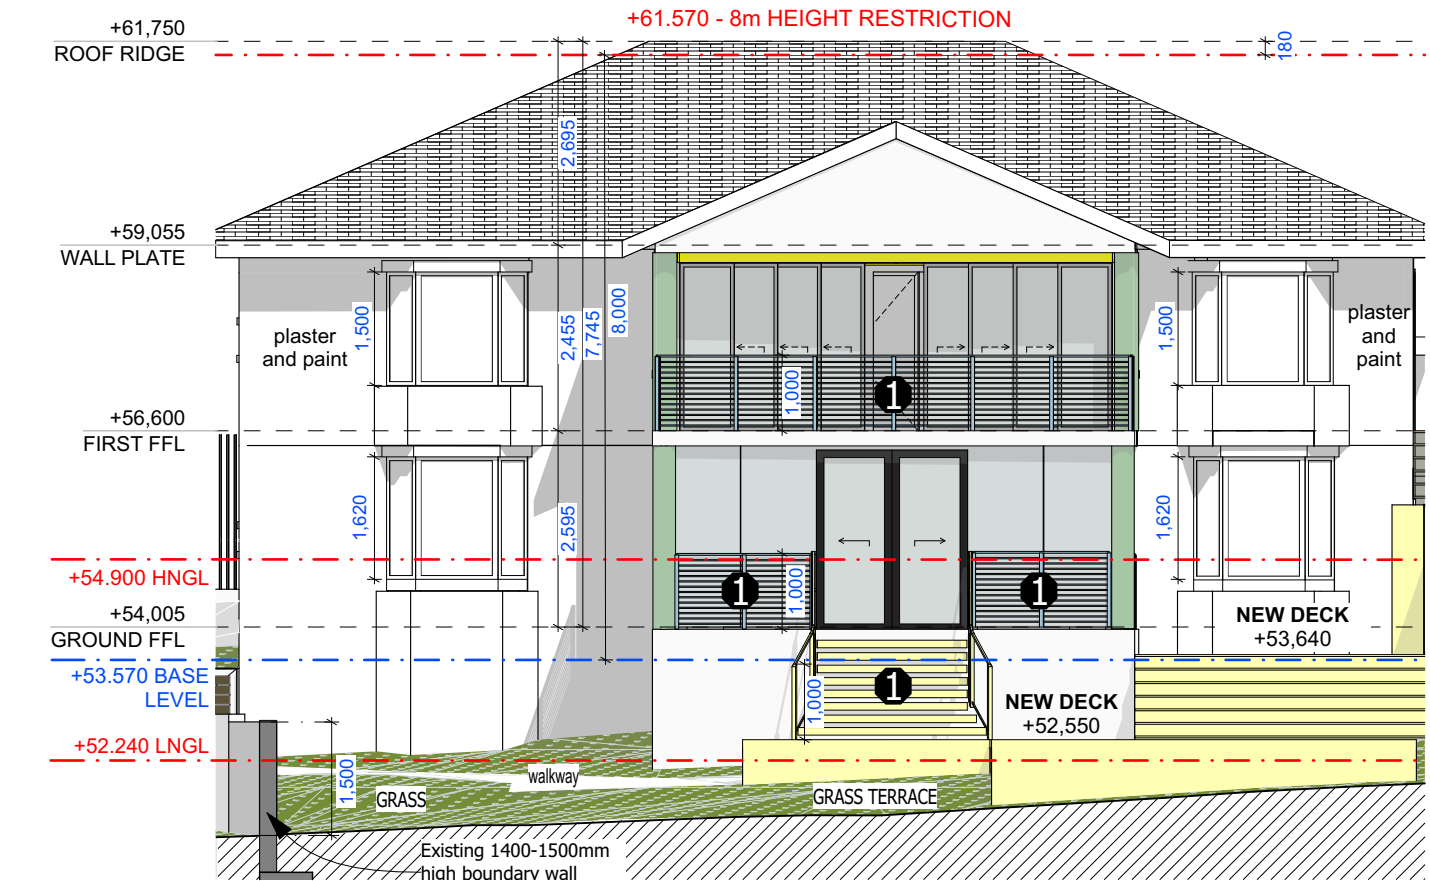 +61.570 - 8m HEIGHT RESTRICTION
+61,750
ROOF RIDGE
180
2,695
+59,055
WALL PLATE
plaster
and paint
1,500
2,455
7,745
8,000
1,500
plaster
and
paint
1,000
1
+56,600
FIRST FFL
1,620
2,595
1,620
+54.900 HNGL
1
1,000
1
+54,005
GROUND FFL
NEW DECK
+53,640
+53.570 BASE
LEVEL
1,000
1
NEW DECK
+52,550
+52.240 LNGL
1,500
walkway
GRASS
GRASS TERRACE
Existing 1400-1500mm
high boundary wall